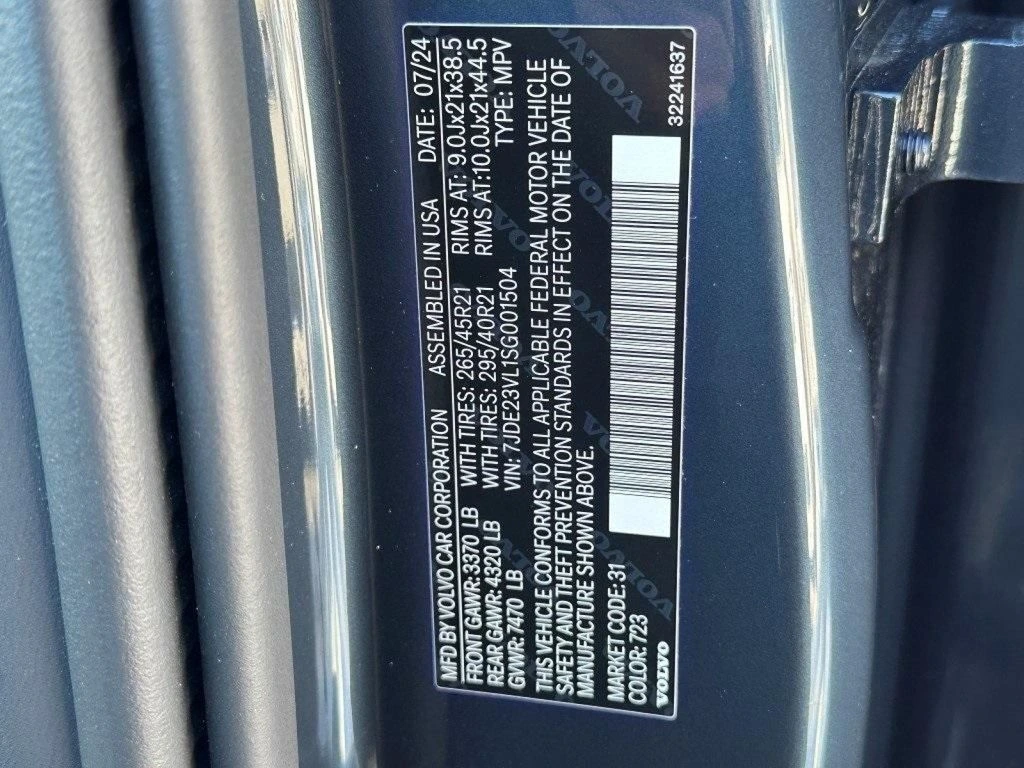 MFD BY VOLVO CAR CORPORATION ASSEMBLED IN USA DATE: 07/24
FRONT GAWR: 3370 LB WITH TIRES: 265/45R21 RIMS AT: 9.0Jx21x38.5
REAR GAWR: 4320 LB WITH TIRES: 295/40R21 RIMS AT:10.0Jx21x44.5
GVWR: 7470 LB VIN: 7JDE23VL1SG001504 TYPE: MPV
THIS VEHICLE CONFORMS TO ALL APPLICABLE FEDERAL MOTOR VEHICLE
SAFETY AND THEFT PREVENTION STANDARDS IN EFFECT ON THE DATE OF
MANUFACTURE SHOWN ABOVE.
MARKET CODE: 31
COLOR: 723
VOLVO
32241637